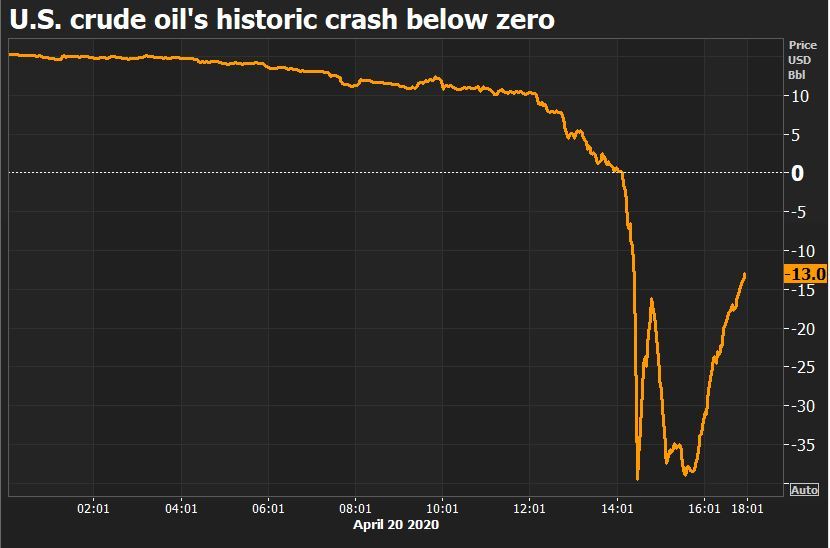 U.S. crude oil's historic crash below zero
Price
USD
Bbl
10
5
0
-5
-10
-13.0
-15
-20
-25
-30
-35
Auto
02:01 04:01 06:01 08:01 10:01 12:01 14:01 16:01 18:01
April 20 2020